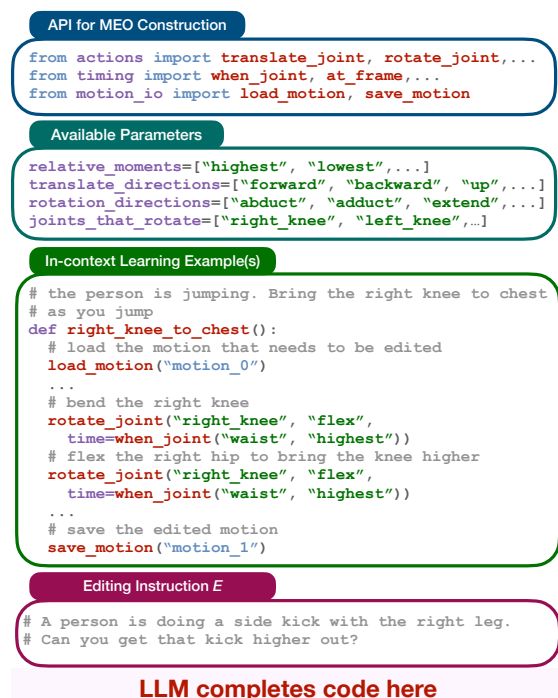 API for MEO Construction
from actions import translate_joint, rotate_joint,...
from timing import when_joint, at_frame,...
from motion_io import load_motion, save_motion
Available Parameters
relative_moments=[“highest”, “lowest”,...]
translate_directions=[“forward”, “backward”, “up”,...]
rotation_directions=[“abduct”, “adduct”, “extend”,...]
joints_that_rotate=[“right_knee”, “left_knee”,…]
In-context Learning Example(s)
# the person is jumping. Bring the right knee to chest
# as you jump
def right_knee_to_chest():
# load the motion that needs to be edited
load_motion(“motion_0”)
...
# bend the right knee
rotate_joint(“right_knee”, “flex”,
time=when_joint(“waist”, “highest”))
# flex the right hip to bring the knee higher
rotate_joint(“right_knee”, “flex”,
time=when_joint(“waist”, “highest”))
...
# save the edited motion
save_motion(“motion_1”)
Editing Instruction E
# A person is doing a side kick with the right leg.
# Can you get that kick higher out?
LLM completes code here